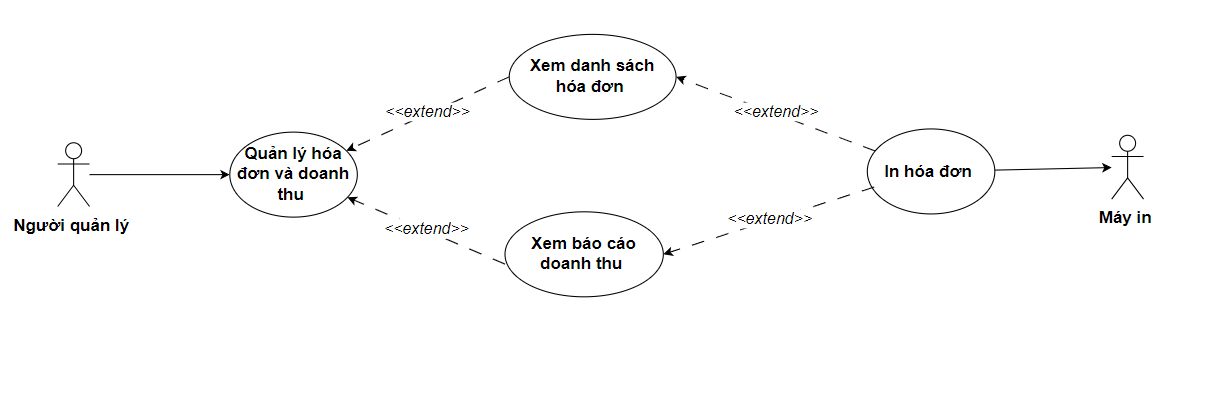 Xem danh sách
hóa đơn
<<extend>>
<<extend>>
Quản lý hóa
đơn và doanh
thu
In hóa đơn
Người quản lý
Máy in
<<extend>>
<<extend>>
Xem báo cáo
doanh thu